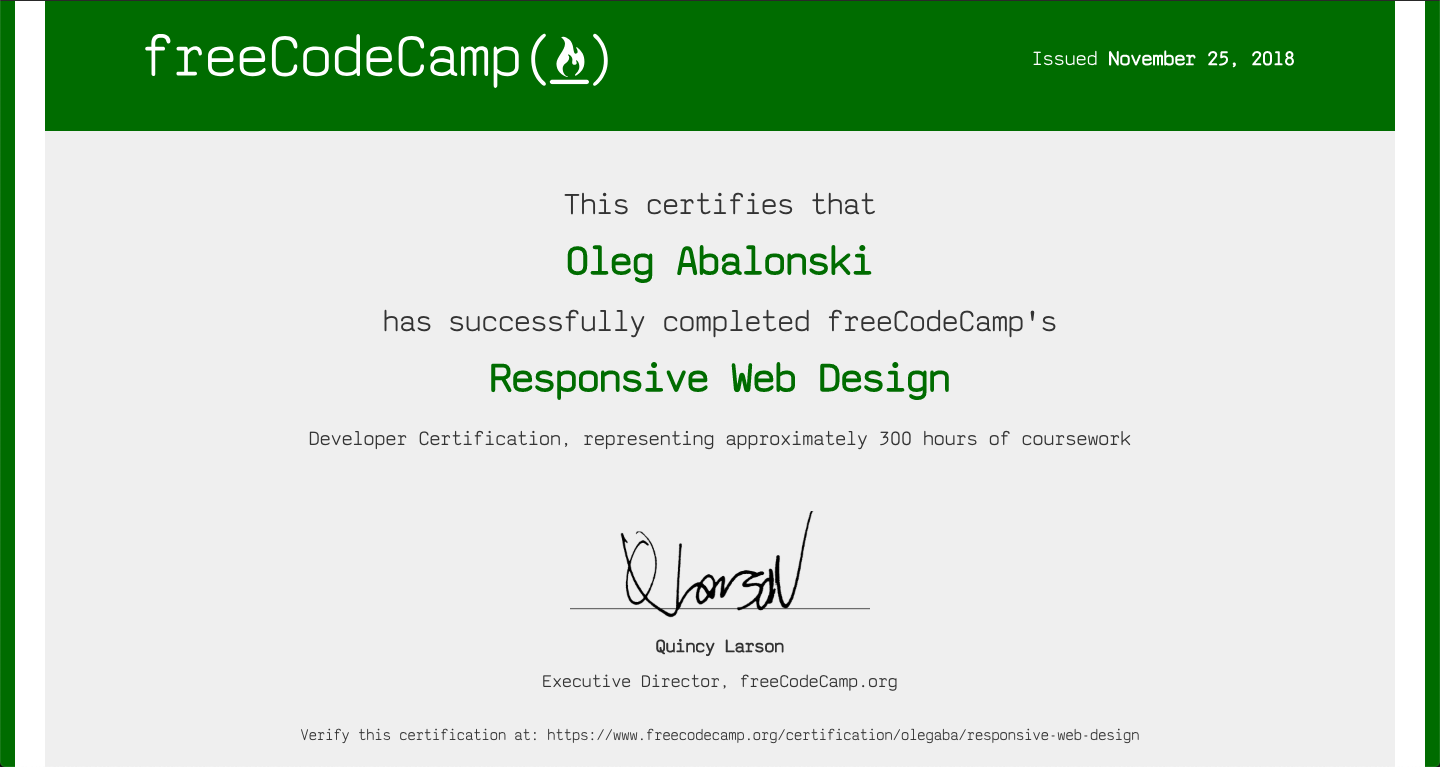 freeCodeCamp()
Issued November 25, 2018
This certifies that
Oleg Abalonski
has successfully completed freeCodeCamp's
Responsive Web Design
Developer Certification, representing approximately 300 hours of coursework
Q Larson
Quincy Larson
Executive Director, freeCodeCamp.org
Verify this certification at: https://www.freecodecamp.org/certification/olegaba/responsive-web-design